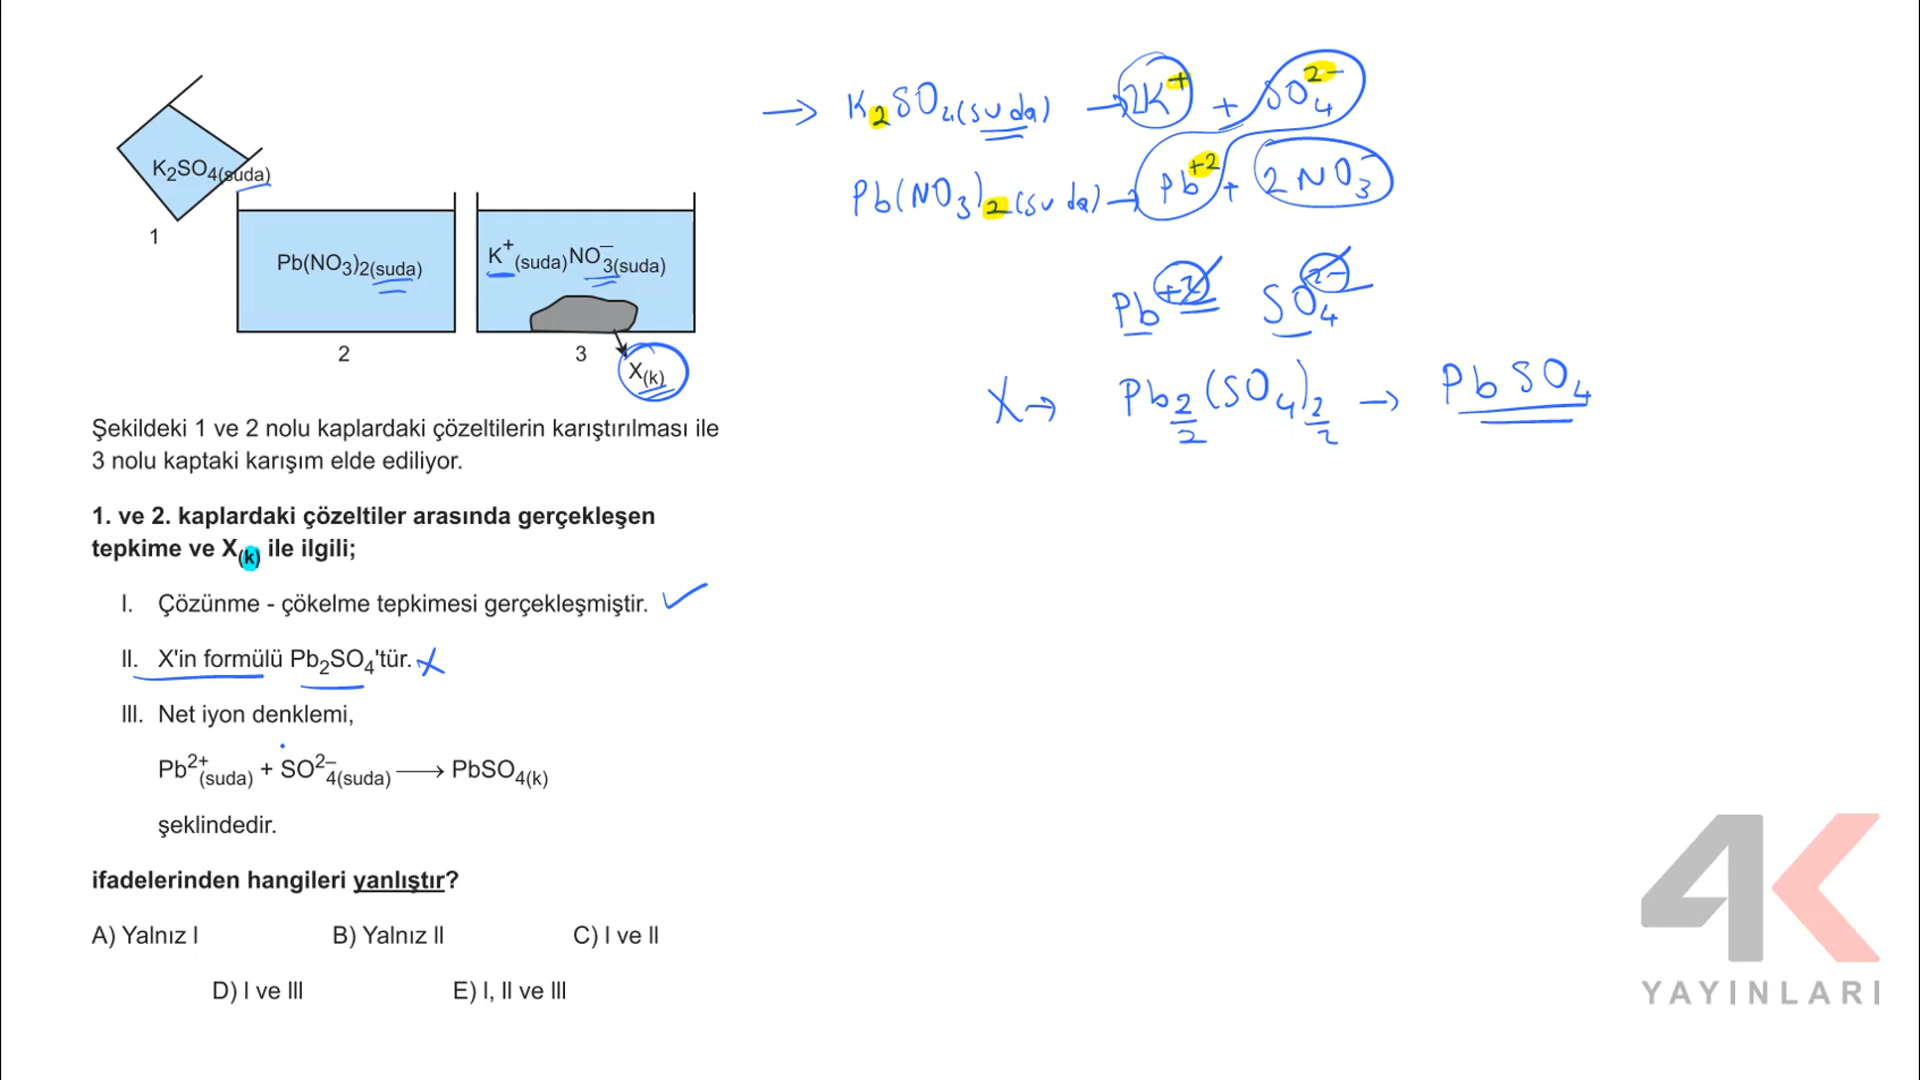 K₂SO₄(suda)
1
Pb(NO₃)₂(suda)
2
K⁺(suda) NO₃⁻(suda)
3
X(k)
Şekildeki 1 ve 2 nolu kaplardaki çözeltilerin karıştırılması ile
3 nolu kaptaki karışım elde ediliyor.
1. ve 2. kaplardaki çözeltiler arasında gerçekleşen
tepkime ve X(k) ile ilgili;
I. Çözünme - çökelme tepkimesi gerçekleşmiştir.
II. X'in formülü Pb₂SO₄'tür.
III. Net iyon denklemi,
Pb²⁺(suda) + SO₄²⁻(suda) ⟶ PbSO₄(k)
şeklindedir.
ifadelerinden hangileri yanlıştır?
A) Yalnız I B) Yalnız II C) I ve II
D) I ve III E) I, II ve III
→ K₂SO₄(suda) → 2K⁺ + SO₄²⁻
Pb(NO₃)₂(suda) → Pb⁺² + 2NO₃⁻
Pb⁺² SO₄²⁻
X → Pb₂(SO₄)₂ → PbSO₄
2 2
4K
YAYINLARI